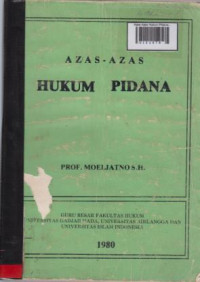 AZAS-AZAS
HUKUM PIDANA
PROF. MOELJATNO S.H.
GURU BESAR FAKULTAS HUKUM
UNIVERSITAS GADJAH MADA, UNIVERSITAS AIRLANGGA DAN
UNIVERSITAS ISLAM INDONESIA
1980